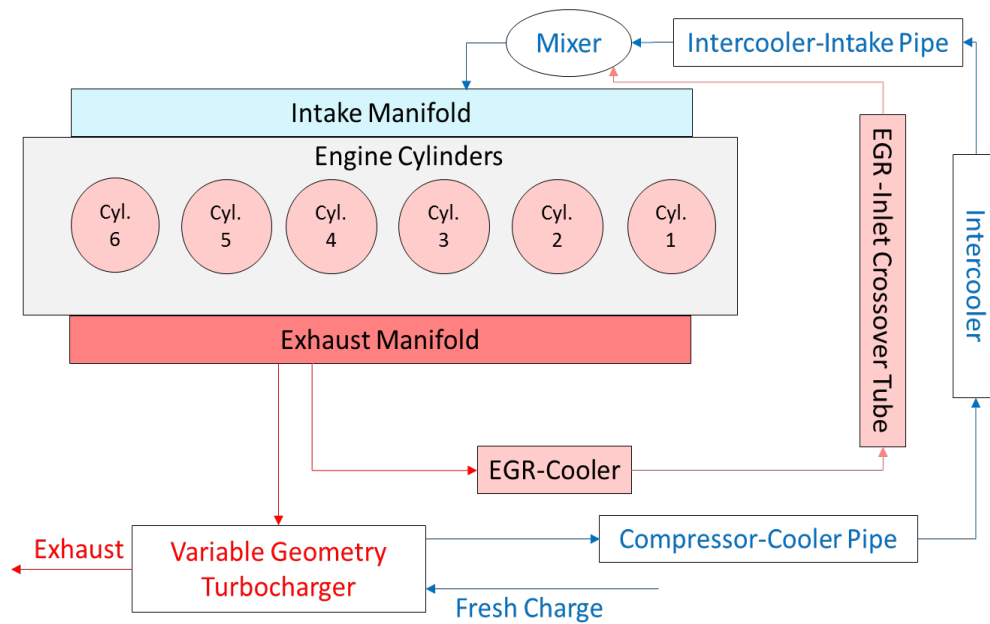 Mixer
Intercooler-Intake Pipe
Intake Manifold
Engine Cylinders
Cyl.
6
Cyl.
5
Cyl.
4
Cyl.
3
Cyl.
2
Cyl.
1
EGR -Inlet Crossover Tube
Intercooler
Exhaust Manifold
EGR-Cooler
Exhaust
Variable Geometry
Turbocharger
Compressor-Cooler Pipe
Fresh Charge